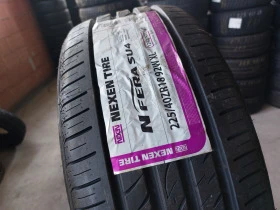 NEXEN TIRE
N FERA SU4
225/40ZR18 92W XL
NEXEN TIRE